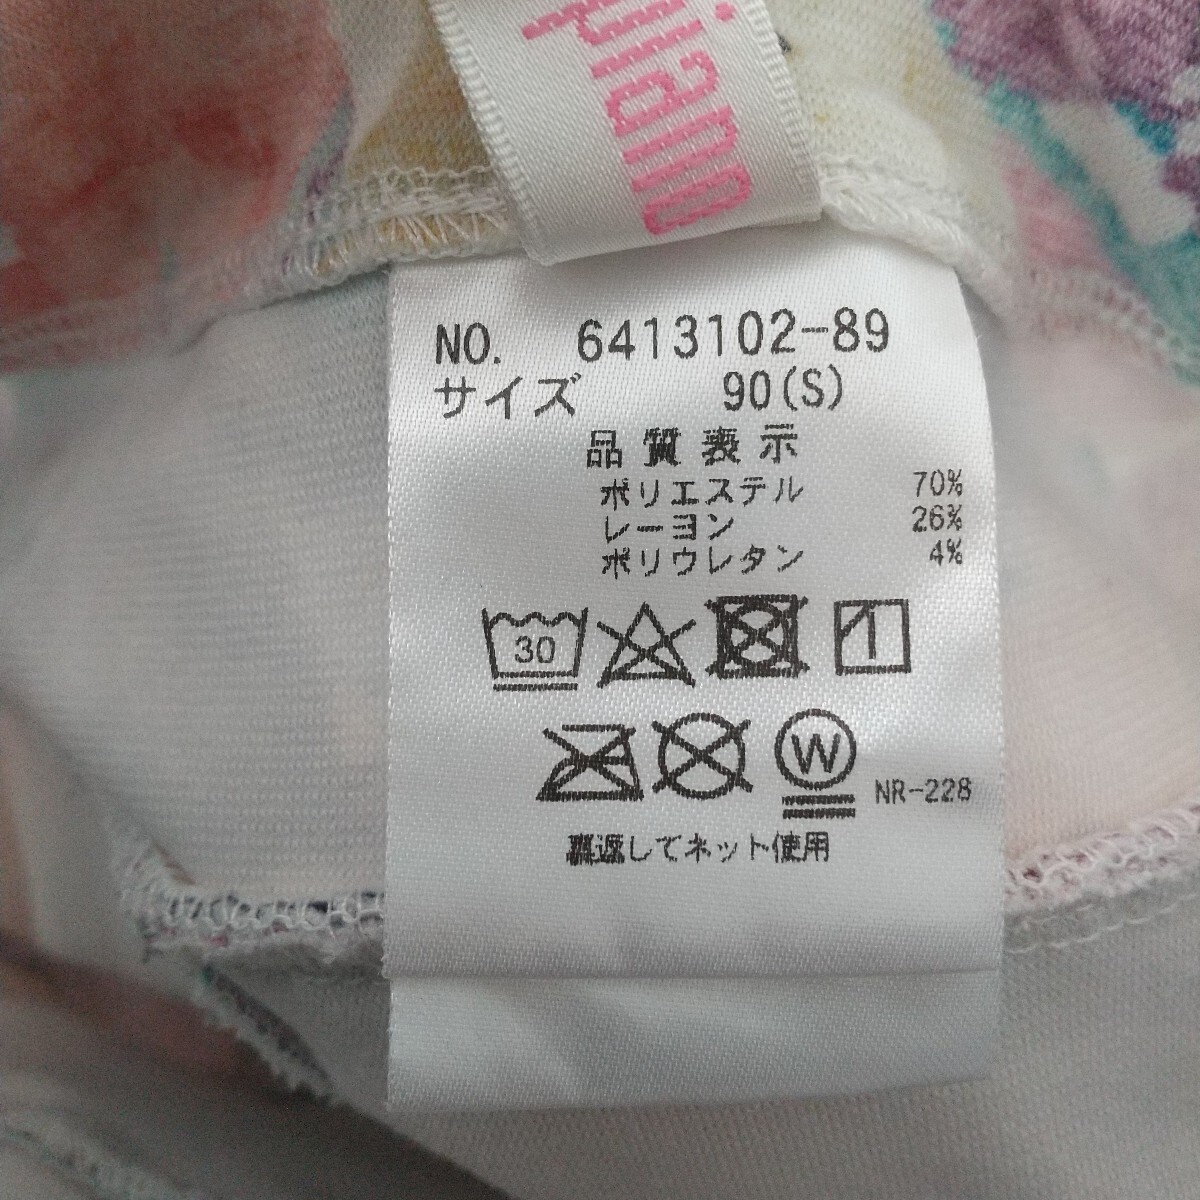 piano
NO. 6413102-89
サイズ 90(S)
品質表示
ポリエステル 70%
レーヨン 26%
ポリウレタン 4%
30
W NR-228
裏返してネット使用